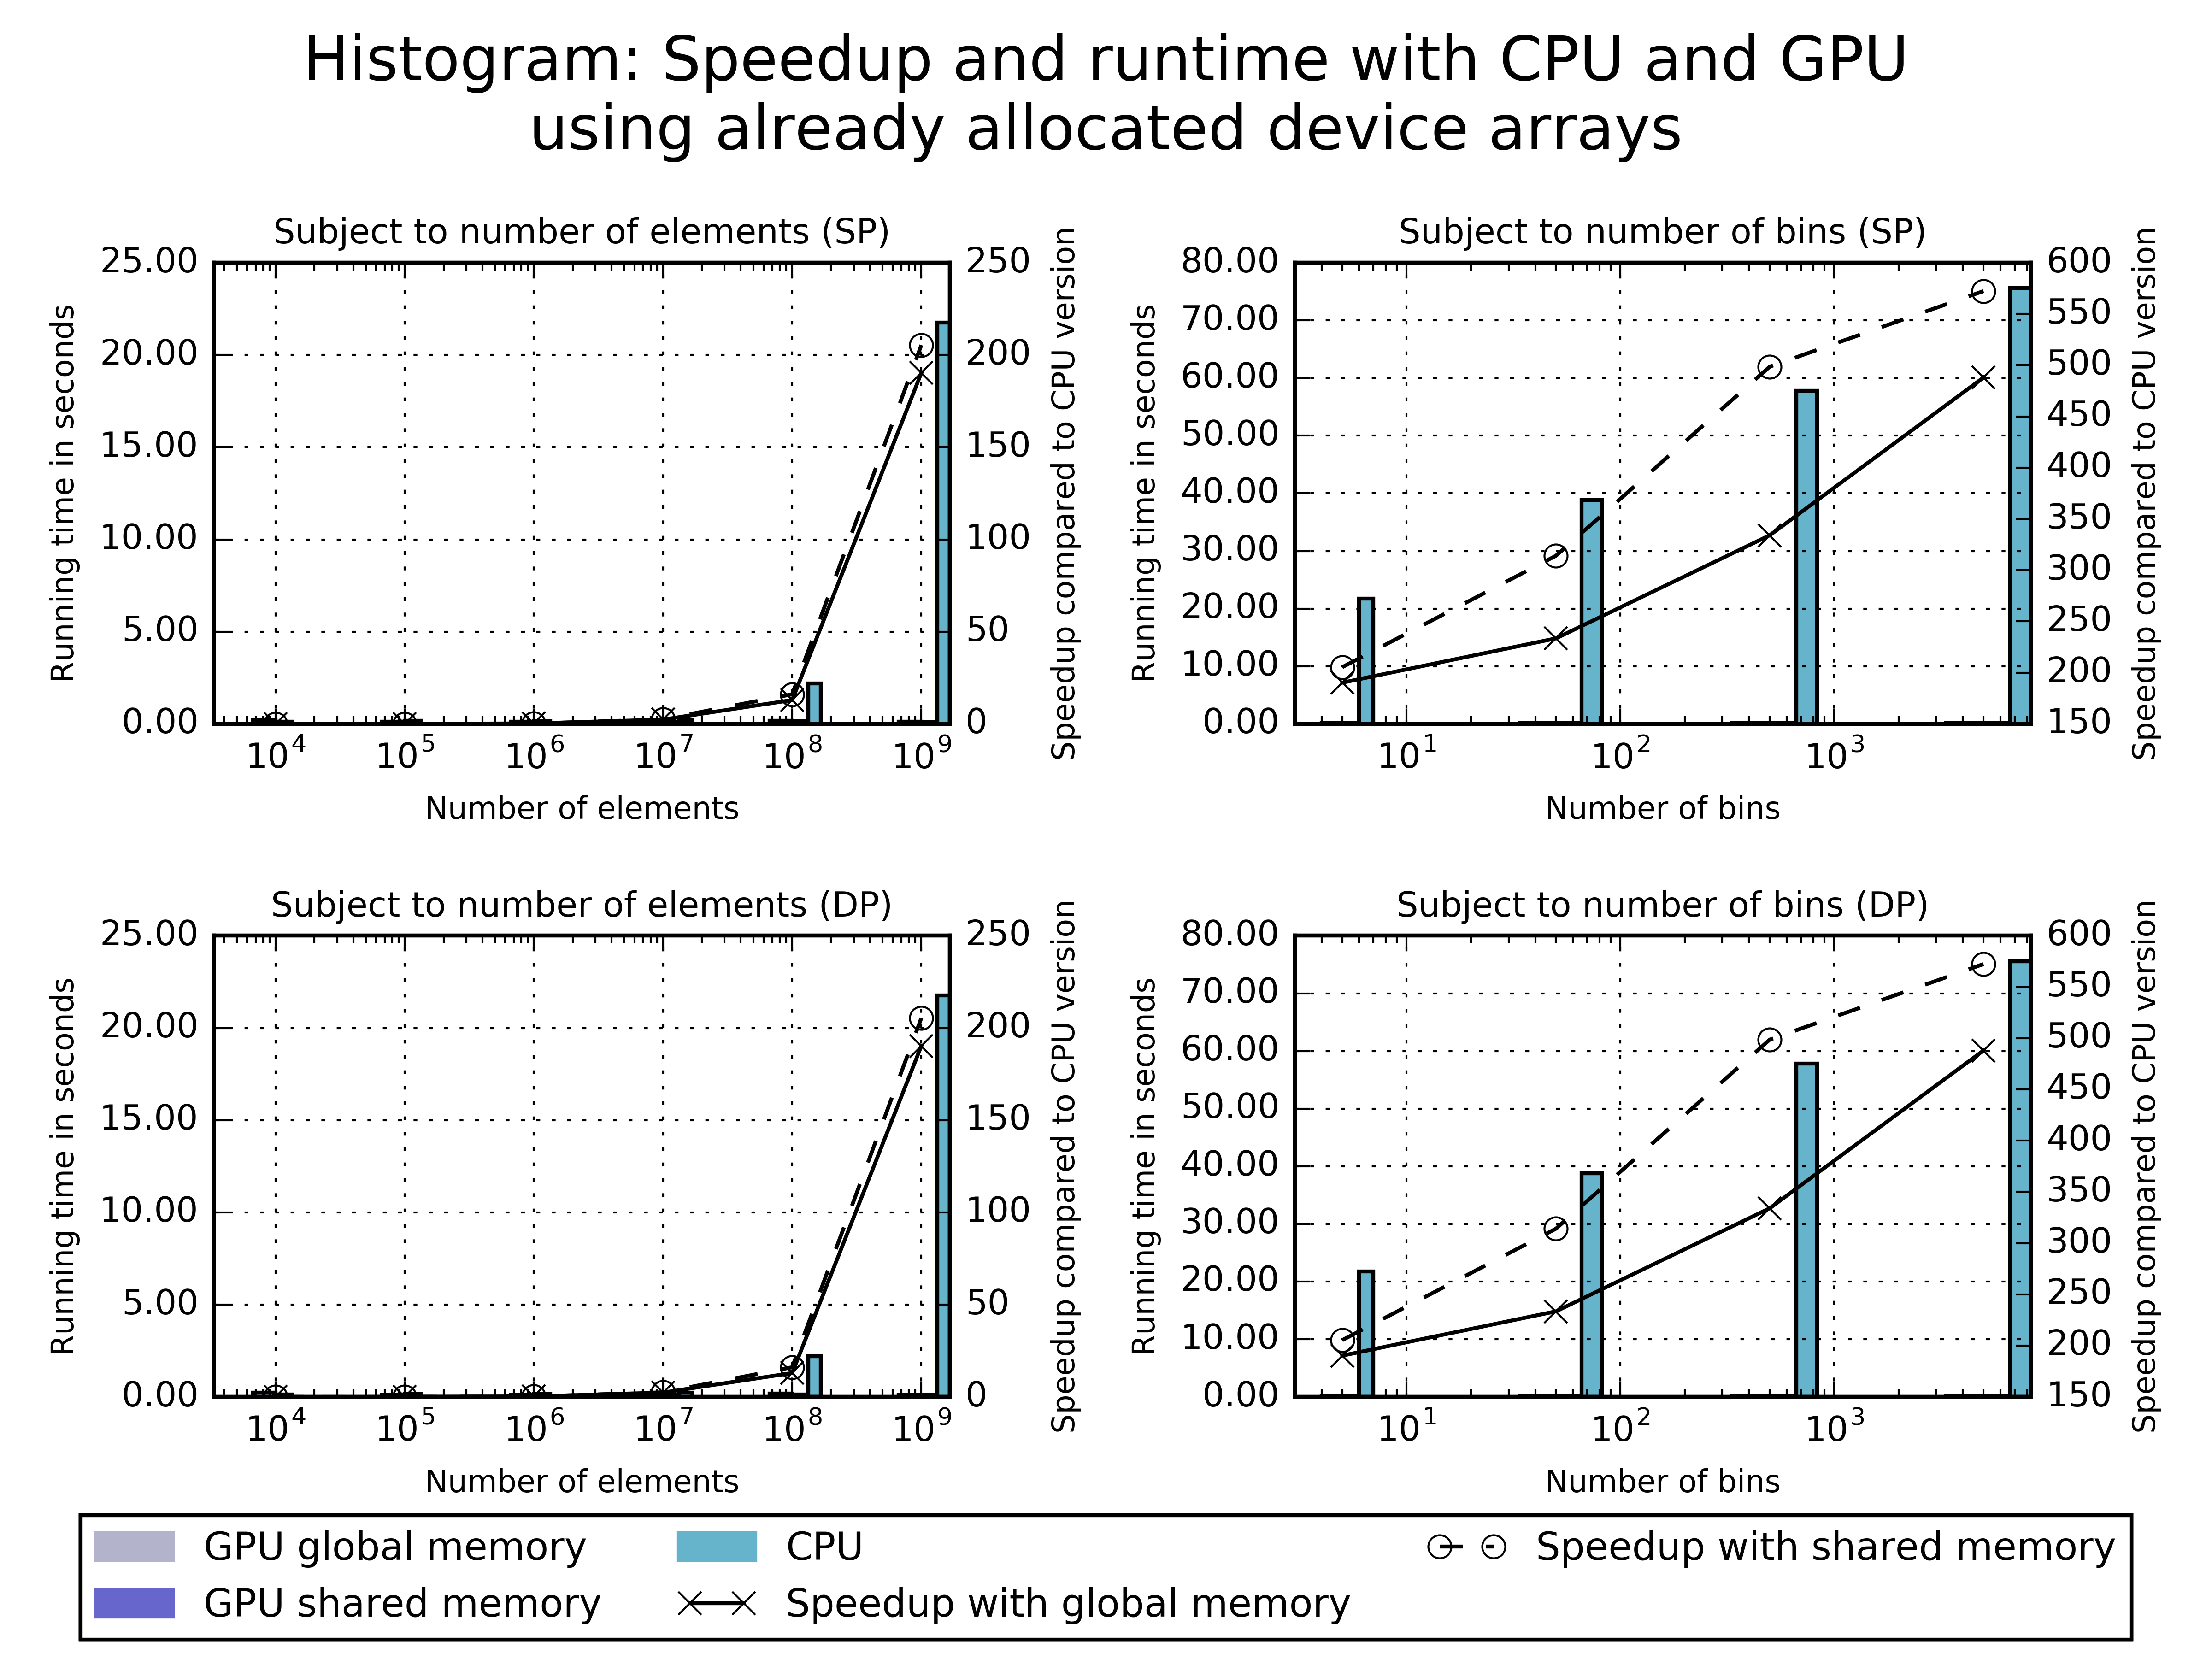 Histogram: Speedup and runtime with CPU and GPU
using already allocated device arrays
Subject to number of elements (SP)
25.00
20.00
15.00
10.00
5.00
0.00
Running time in seconds
250
200
150
100
50
0
Speedup compared to CPU version
10^4 10^5 10^6 10^7 10^8 10^9
Number of elements
Subject to number of bins (SP)
80.00
70.00
60.00
50.00
40.00
30.00
20.00
10.00
0.00
Running time in seconds
600
550
500
450
400
350
300
250
200
150
Speedup compared to CPU version
10^1 10^2 10^3
Number of bins
Subject to number of elements (DP)
25.00
20.00
15.00
10.00
5.00
0.00
Running time in seconds
250
200
150
100
50
0
Speedup compared to CPU version
10^4 10^5 10^6 10^7 10^8 10^9
Number of elements
Subject to number of bins (DP)
80.00
70.00
60.00
50.00
40.00
30.00
20.00
10.00
0.00
Running time in seconds
600
550
500
450
400
350
300
250
200
150
Speedup compared to CPU version
10^1 10^2 10^3
Number of bins
GPU global memory
GPU shared memory
CPU
Speedup with global memory
Speedup with shared memory